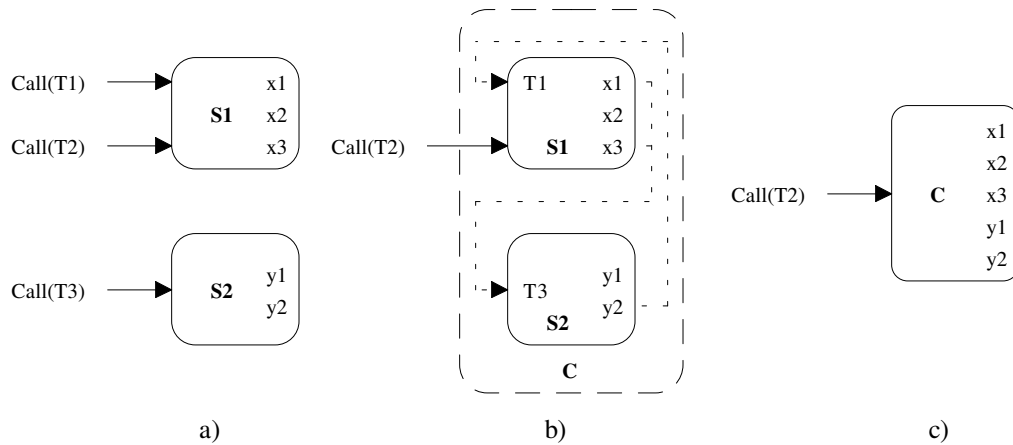 Call(T1)
x1
S1
x2
Call(T2)
x3
Call(T3)
S2
y1
y2
a)
T1
x1
x2
Call(T2)
S1
x3
T3
y1
y2
S2
C
b)
x1
x2
Call(T2)
C
x3
y1
y2
c)